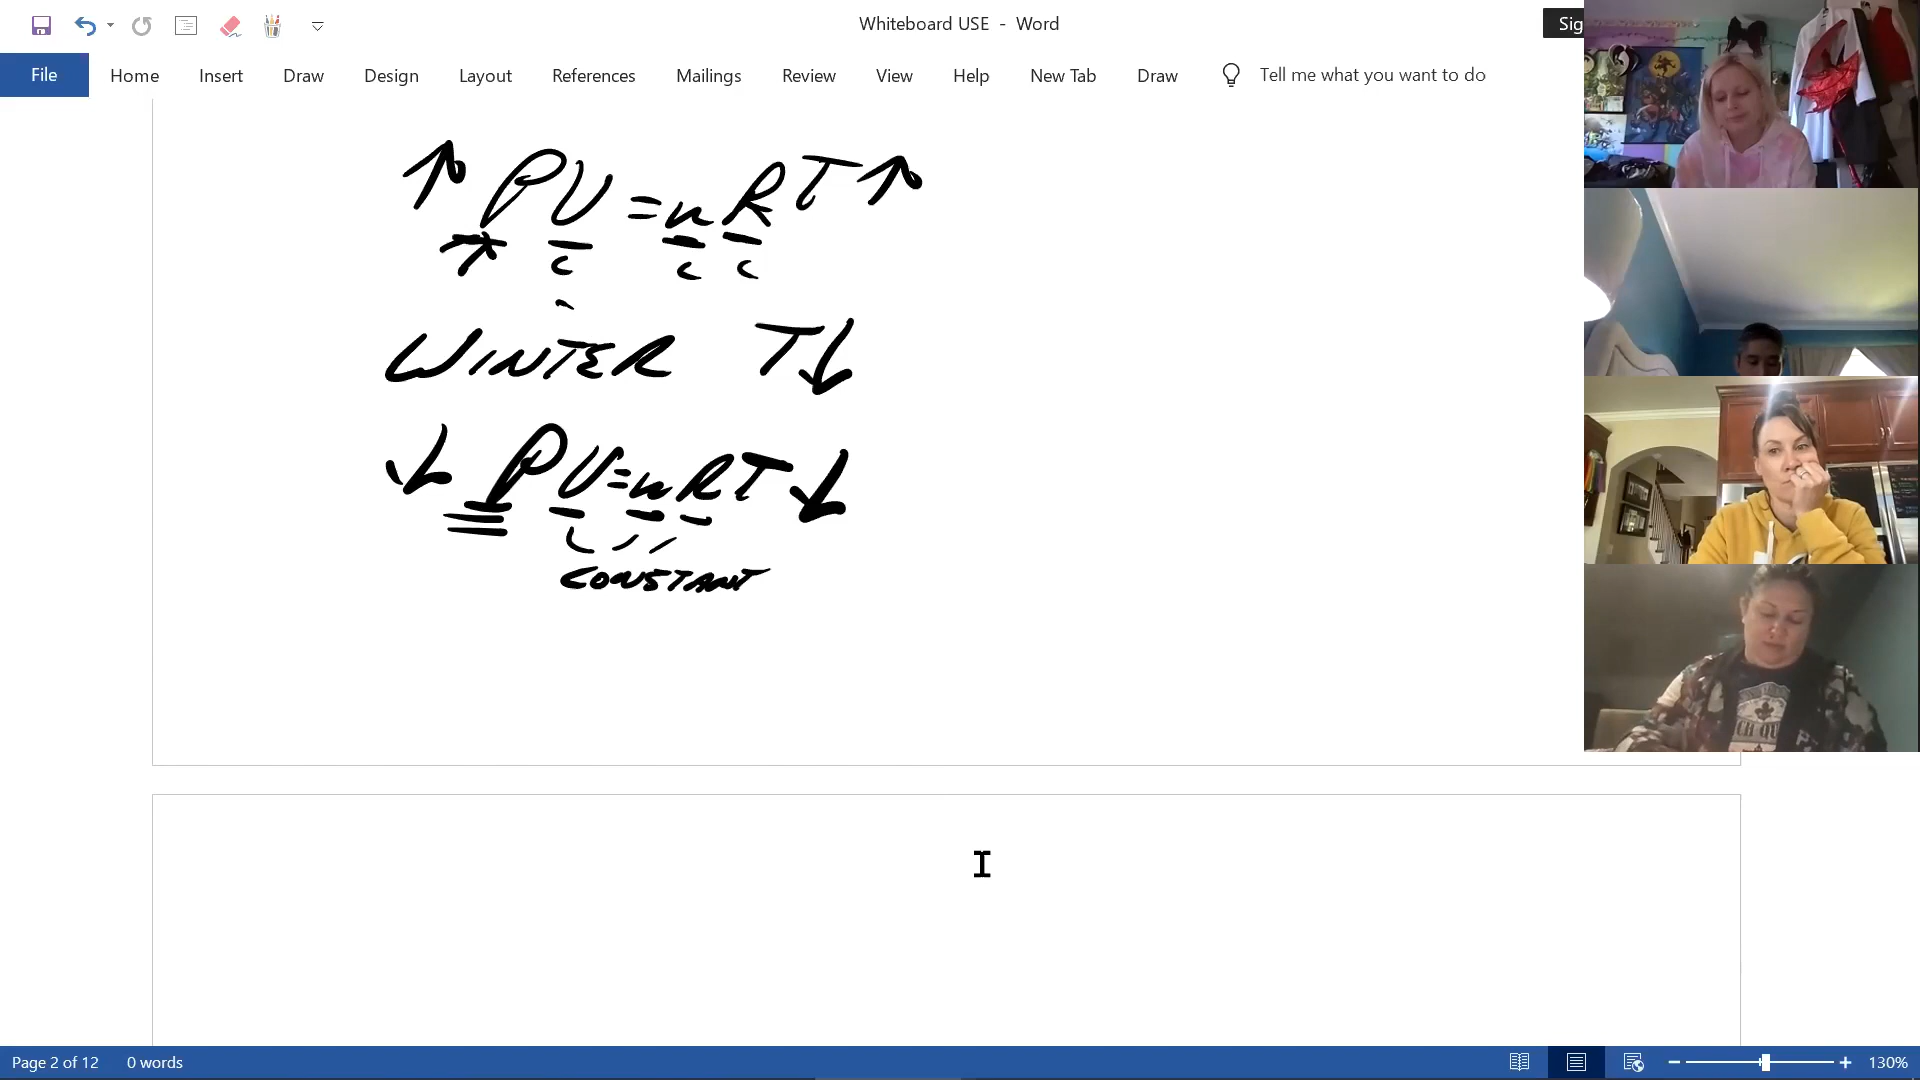 Whiteboard USE - Word
Sig
File Home Insert Draw Design Layout References Mailings Review View Help New Tab Draw Tell me what you want to do
↑ PV = nRT ↑
c c c
WINTER T↓
↓ PV = nRT ↓
CONSTANT
Page 2 of 12 0 words
130%